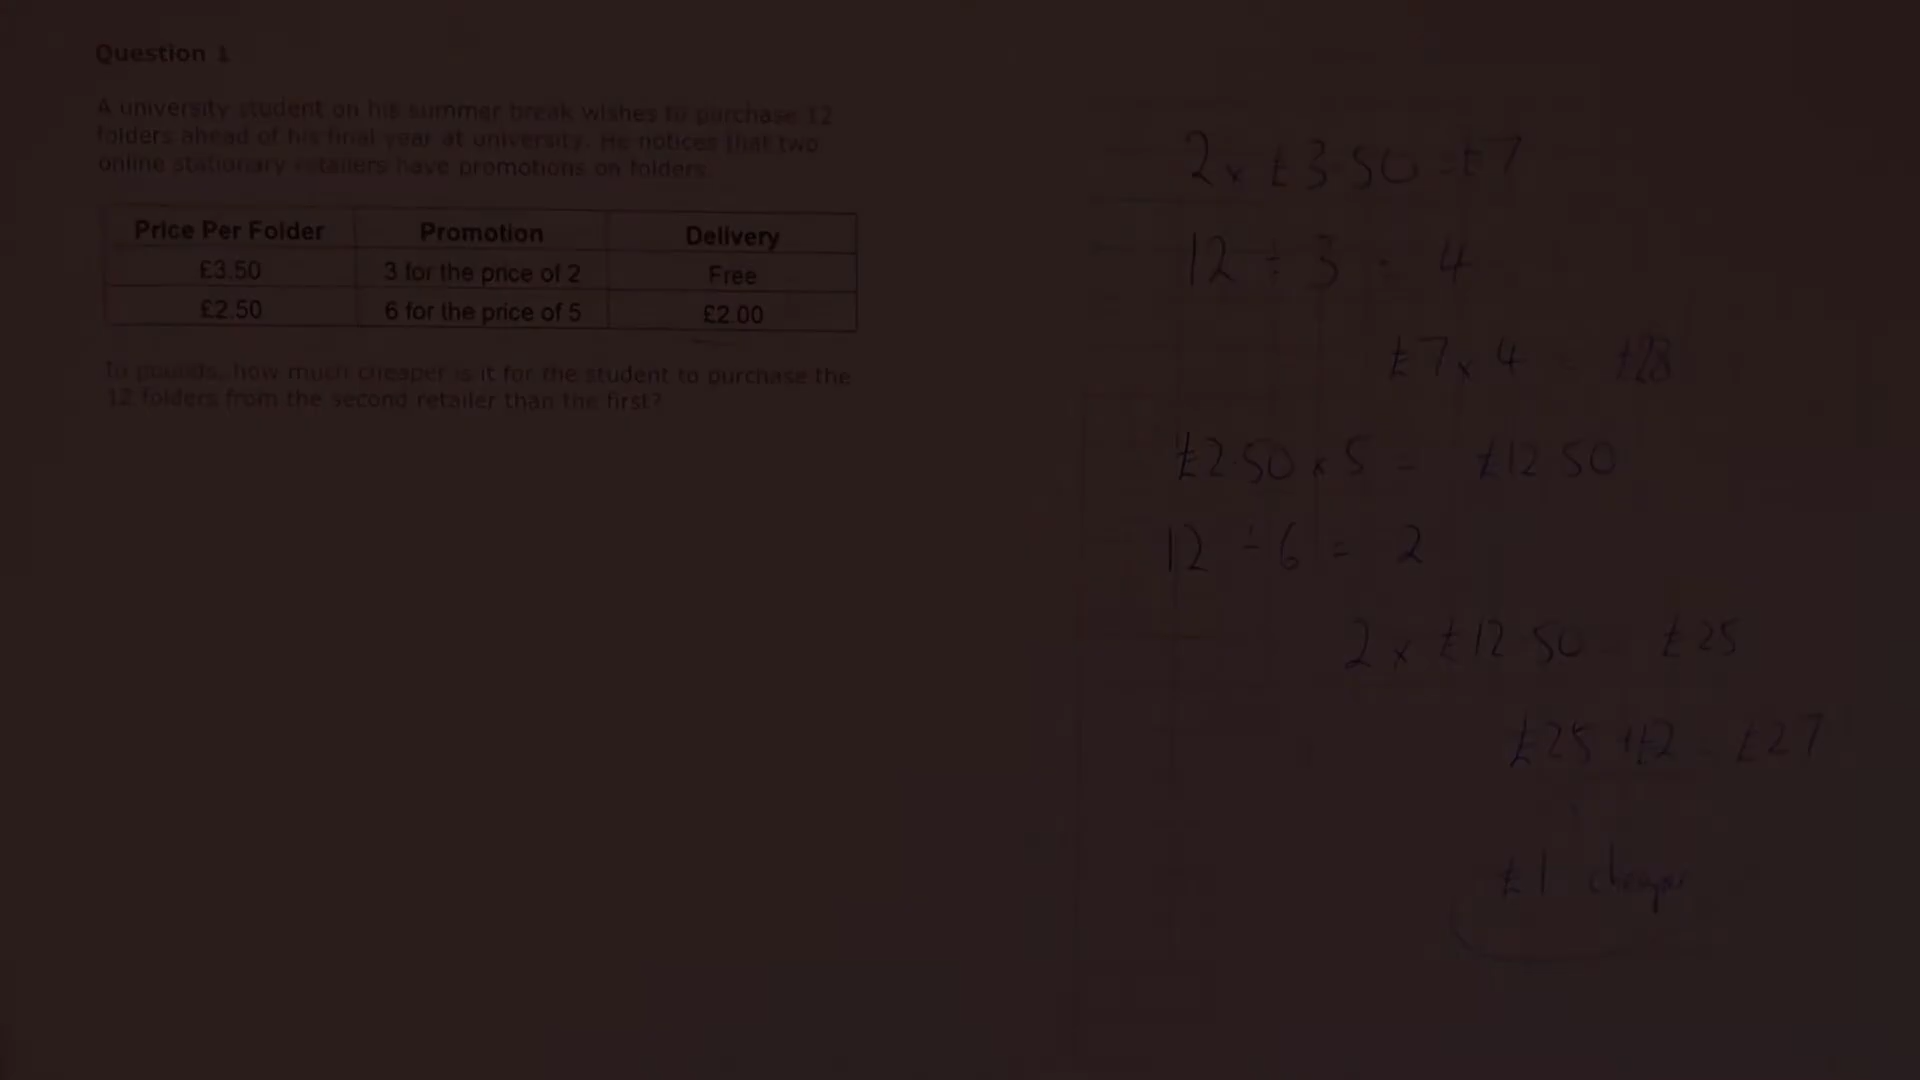 Question 1
A university student on his summer break wishes to purchase 12
folders ahead of his final year at university. He notices that two
online stationary retailers have promotions on folders.
Price Per Folder Promotion Delivery
£3.50 3 for the price of 2 Free
£2.50 6 for the price of 5 £2.00
In pounds, how much cheaper is it for the student to purchase the
12 folders from the second retailer than the first?
2 x £3.50 = £7
12 ÷ 3 = 4
£7 x 4 = £28
£2.50 x 5 = £12.50
12 ÷ 6 = 2
2 x £12.50 = £25
£25 + £2 = £27
£1 cheaper